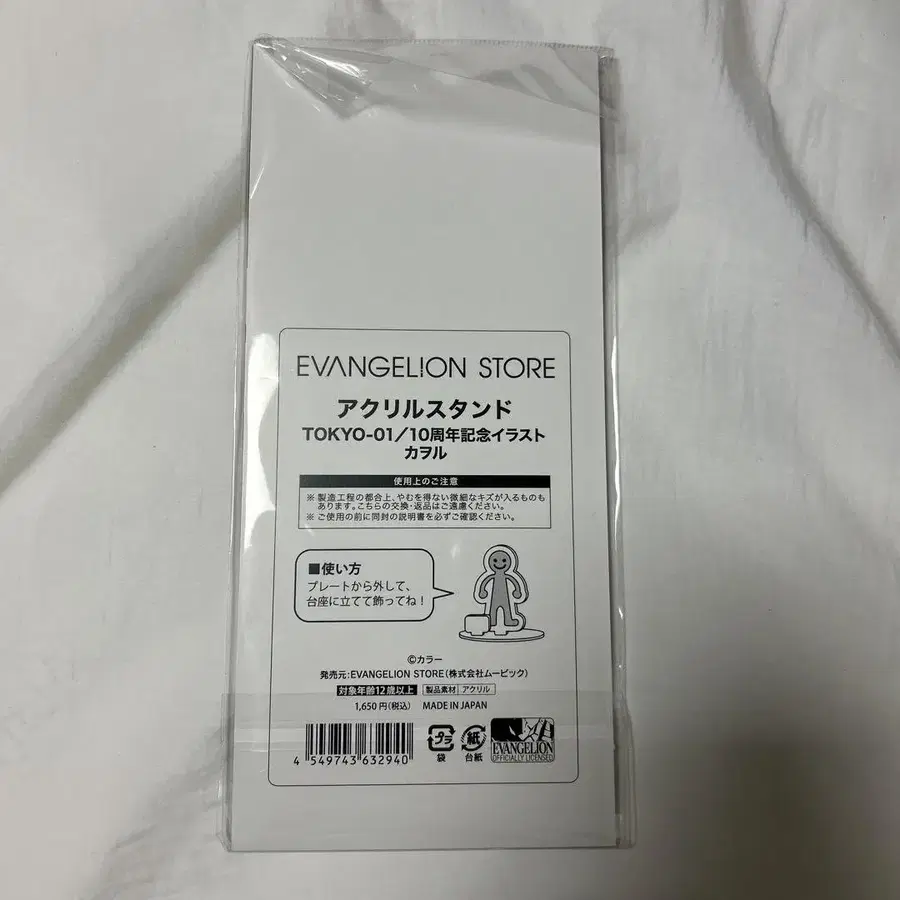 EVANGELION STORE
アクリルスタンド
TOKYO-01/10周年記念イラスト
カヲル
使用上のご注意
※製造工程の都合上、やむを得ない微細なキズが入るものも
あります。こちらの交換・返品はご遠慮ください。
※ご使用の前に同封の説明書を必ずご確認ください。
■使い方
プレートから外して、
台座に立てて飾ってね!
©カラー
発売元:EVANGELION STORE(株式会社ムービック)
対象年齢12歳以上 製品素材 アクリル
1,650円(税込) MADE IN JAPAN
4 549743 632940
プラ 袋
紙 台紙
EVANGELION
OFFICIALLY LICENSED